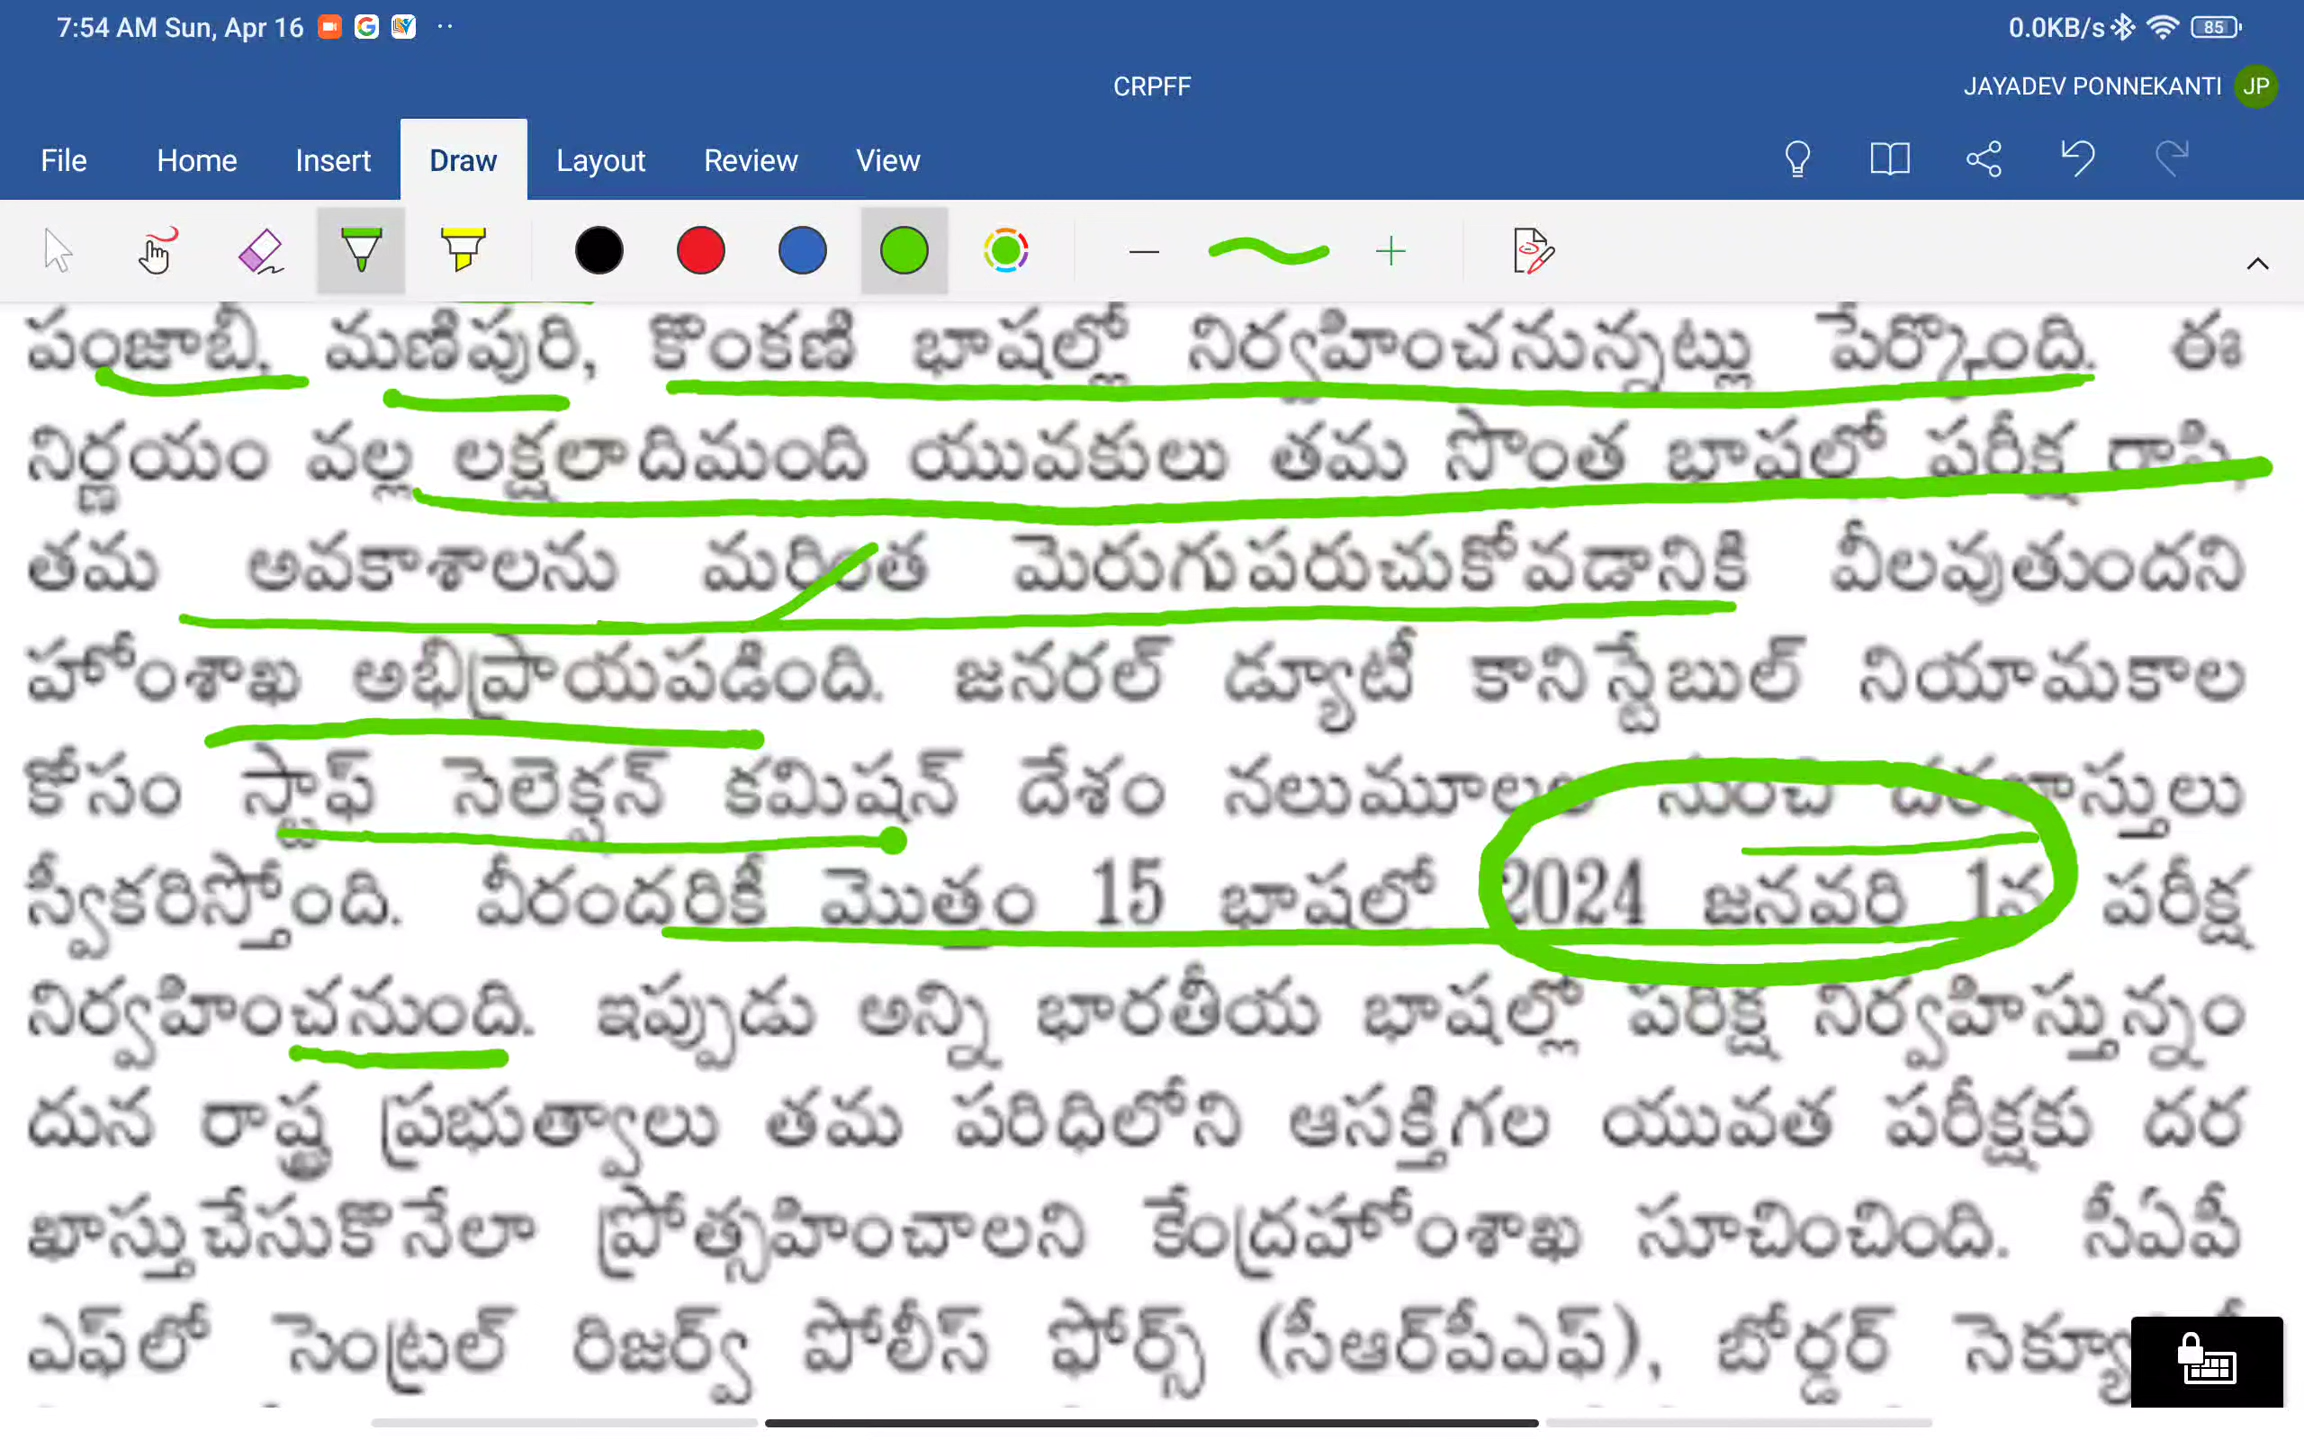 7:54 AM Sun, Apr 16
0.0KB/s 85
CRPFF
JAYADEV PONNEKANTI JP
File Home Insert Draw Layout Review View
పంజాబీ, మణిపురి, కొంకణి భాషల్లో నిర్వహించనున్నట్లు పేర్కొంది. ఈ
నిర్ణయం వల్ల లక్షలాదిమంది యువకులు తమ సొంత భాషలో పరీక్ష రాసి,
తమ అవకాశాలను మరింత మెరుగుపరుచుకోవడానికి వీలవుతుందని
హోంశాఖ అభిప్రాయపడింది. జనరల్ డ్యూటీ కానిస్టేబుల్ నియామకాల
కోసం స్టాఫ్ సెలెక్షన్ కమిషన్ దేశం నలుమూలల నుంచి దరఖాస్తులు
స్వీకరిస్తోంది. వీరందరికీ మొత్తం 15 భాషల్లో 2024 జనవరి 1న పరీక్ష
నిర్వహించనుంది. ఇప్పుడు అన్ని భారతీయ భాషల్లో పరీక్ష నిర్వహిస్తున్నం
దున రాష్ట్ర ప్రభుత్వాలు తమ పరిధిలోని ఆసక్తిగల యువత పరీక్షకు దర
ఖాస్తుచేసుకొనేలా ప్రోత్సహించాలని కేంద్రహోంశాఖ సూచించింది. సీఏపీ
ఎఫ్‌లో సెంట్రల్ రిజర్వ్ పోలీస్ ఫోర్స్ (సీఆర్‌పీఎఫ్), బోర్డర్